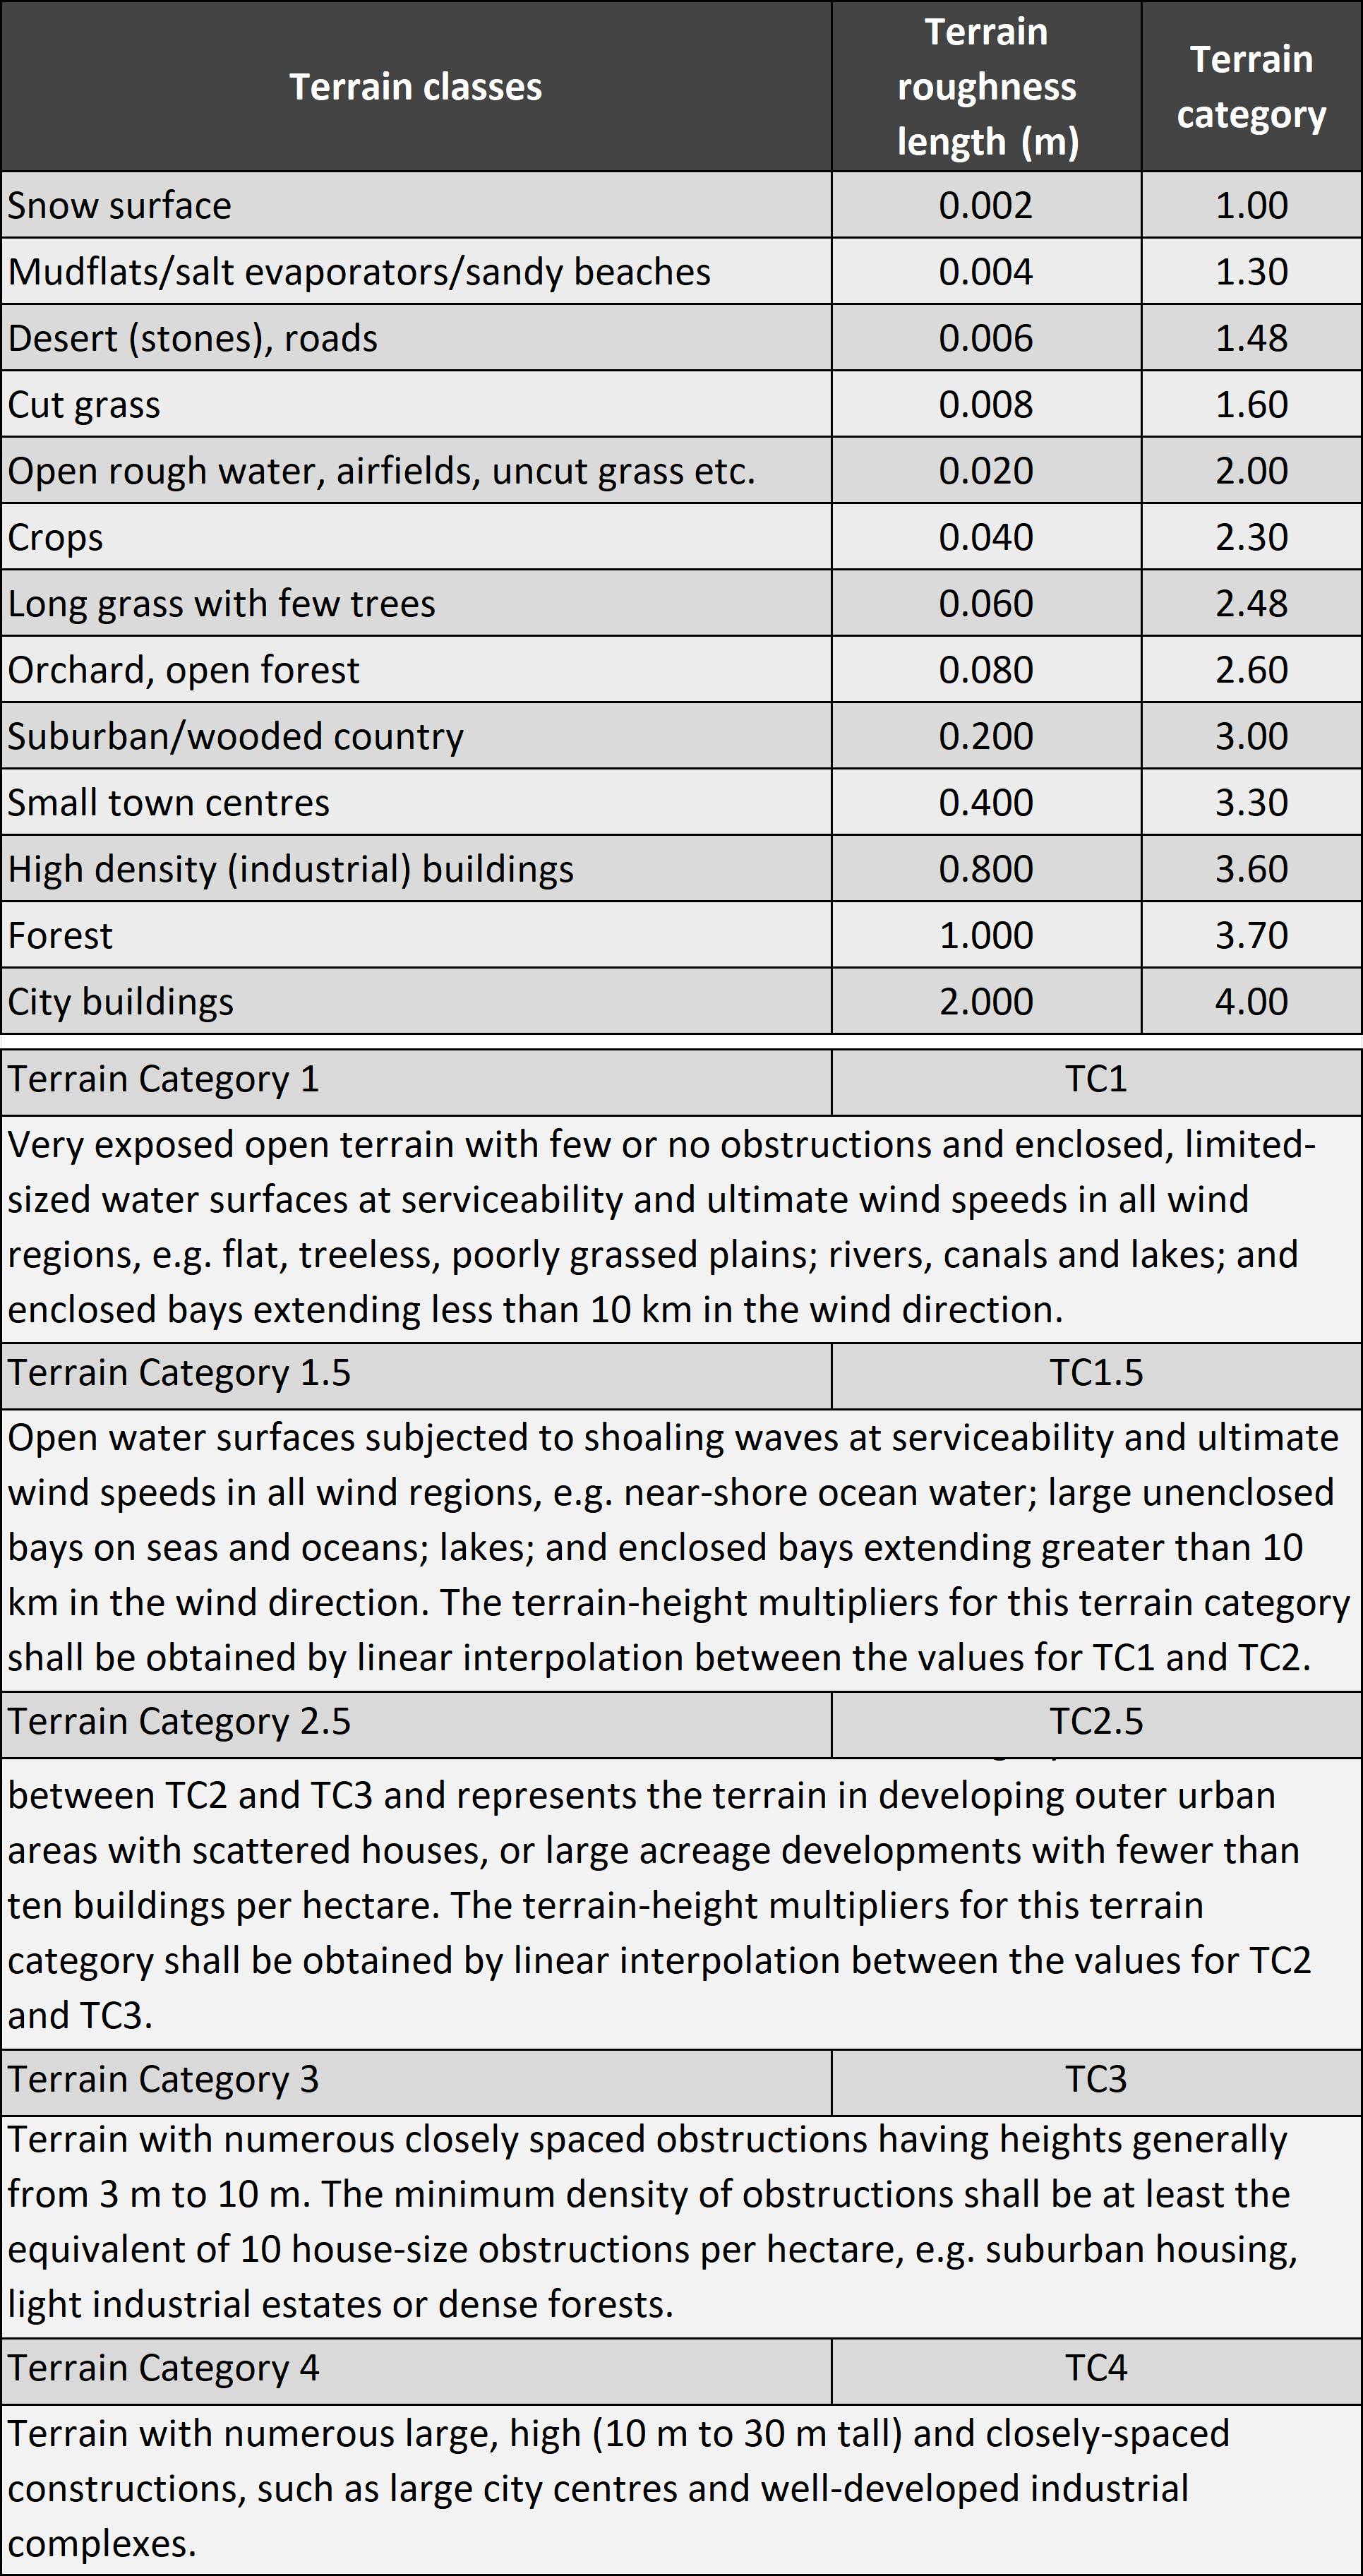 Terrain classes
Terrain
roughness
length (m)
Terrain
category
Snow surface 0.002 1.00
Mudflats/salt evaporators/sandy beaches 0.004 1.30
Desert (stones), roads 0.006 1.48
Cut grass 0.008 1.60
Open rough water, airfields, uncut grass etc. 0.020 2.00
Crops 0.040 2.30
Long grass with few trees 0.060 2.48
Orchard, open forest 0.080 2.60
Suburban/wooded country 0.200 3.00
Small town centres 0.400 3.30
High density (industrial) buildings 0.800 3.60
Forest 1.000 3.70
City buildings 2.000 4.00
Terrain Category 1 TC1
Very exposed open terrain with few or no obstructions and enclosed, limited-
sized water surfaces at serviceability and ultimate wind speeds in all wind
regions, e.g. flat, treeless, poorly grassed plains; rivers, canals and lakes; and
enclosed bays extending less than 10 km in the wind direction.
Terrain Category 1.5 TC1.5
Open water surfaces subjected to shoaling waves at serviceability and ultimate
wind speeds in all wind regions, e.g. near-shore ocean water; large unenclosed
bays on seas and oceans; lakes; and enclosed bays extending greater than 10
km in the wind direction. The terrain-height multipliers for this terrain category
shall be obtained by linear interpolation between the values for TC1 and TC2.
Terrain Category 2.5 TC2.5
between TC2 and TC3 and represents the terrain in developing outer urban
areas with scattered houses, or large acreage developments with fewer than
ten buildings per hectare. The terrain-height multipliers for this terrain
category shall be obtained by linear interpolation between the values for TC2
and TC3.
Terrain Category 3 TC3
Terrain with numerous closely spaced obstructions having heights generally
from 3 m to 10 m. The minimum density of obstructions shall be at least the
equivalent of 10 house-size obstructions per hectare, e.g. suburban housing,
light industrial estates or dense forests.
Terrain Category 4 TC4
Terrain with numerous large, high (10 m to 30 m tall) and closely-spaced
constructions, such as large city centres and well-developed industrial
complexes.